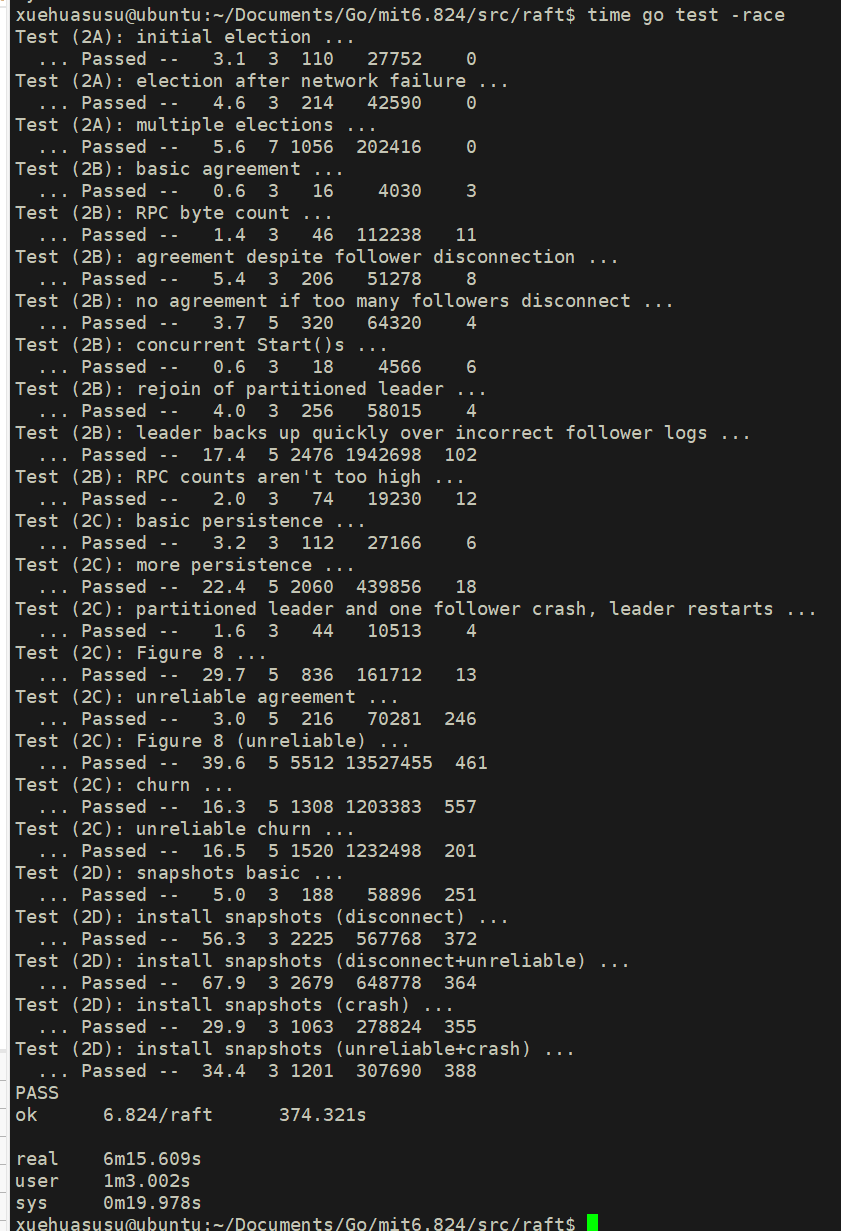 xuehuasusu@ubuntu:~/Documents/Go/mit6.824/src/raft$ time go test -race
Test (2A): initial election ...
  ... Passed --   3.1  3  110   27752    0
Test (2A): election after network failure ...
  ... Passed --   4.6  3  214   42590    0
Test (2A): multiple elections ...
  ... Passed --   5.6  7 1056  202416    0
Test (2B): basic agreement ...
  ... Passed --   0.6  3   16    4030    3
Test (2B): RPC byte count ...
  ... Passed --   1.4  3   46  112238   11
Test (2B): agreement despite follower disconnection ...
  ... Passed --   5.4  3  206   51278    8
Test (2B): no agreement if too many followers disconnect ...
  ... Passed --   3.7  5  320   64320    4
Test (2B): concurrent Start()s ...
  ... Passed --   0.6  3   18    4566    6
Test (2B): rejoin of partitioned leader ...
  ... Passed --   4.0  3  256   58015    4
Test (2B): leader backs up quickly over incorrect follower logs ...
  ... Passed --  17.4  5 2476 1942698  102
Test (2B): RPC counts aren't too high ...
  ... Passed --   2.0  3   74   19230   12
Test (2C): basic persistence ...
  ... Passed --   3.2  3  112   27166    6
Test (2C): more persistence ...
  ... Passed --  22.4  5 2060  439856   18
Test (2C): partitioned leader and one follower crash, leader restarts ...
  ... Passed --   1.6  3   44   10513    4
Test (2C): Figure 8 ...
  ... Passed --  29.7  5  836  161712   13
Test (2C): unreliable agreement ...
  ... Passed --   3.0  5  216   70281  246
Test (2C): Figure 8 (unreliable) ...
  ... Passed --  39.6  5 5512 13527455  461
Test (2C): churn ...
  ... Passed --  16.3  5 1308 1203383  557
Test (2C): unreliable churn ...
  ... Passed --  16.5  5 1520 1232498  201
Test (2D): snapshots basic ...
  ... Passed --   5.0  3  188   58896  251
Test (2D): install snapshots (disconnect) ...
  ... Passed --  56.3  3 2225  567768  372
Test (2D): install snapshots (disconnect+unreliable) ...
  ... Passed --  67.9  3 2679  648778  364
Test (2D): install snapshots (crash) ...
  ... Passed --  29.9  3 1063  278824  355
Test (2D): install snapshots (unreliable+crash) ...
  ... Passed --  34.4  3 1201  307690  388
PASS
ok      6.824/raft      374.321s

real    6m15.609s
user    1m3.002s
sys     0m19.978s
xuehuasusu@ubuntu:~/Documents/Go/mit6.824/src/raft$